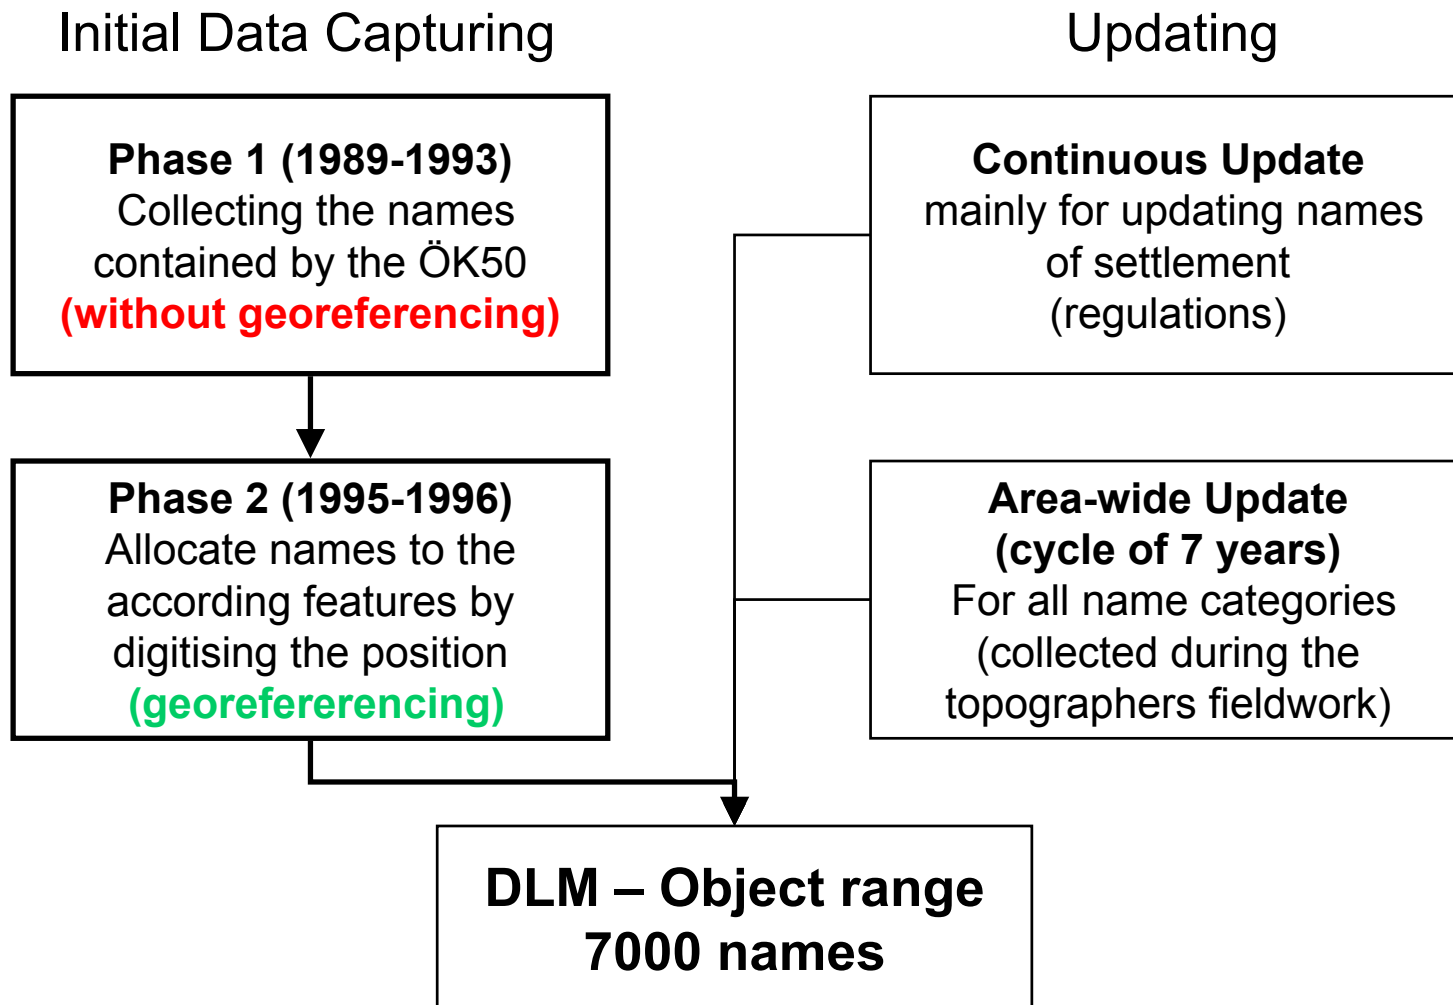 Initial Data Capturing
Phase 1 (1989-1993)
Collecting the names
contained by the ÖK50
(without georeferencing)
Phase 2 (1995-1996)
Allocate names to the
according features by
digitising the position
(georefererencing)
Updating
Continuous Update
mainly for updating names
of settlement
(regulations)
Area-wide Update
(cycle of 7 years)
For all name categories
(collected during the
topographers fieldwork)
DLM – Object range
7000 names